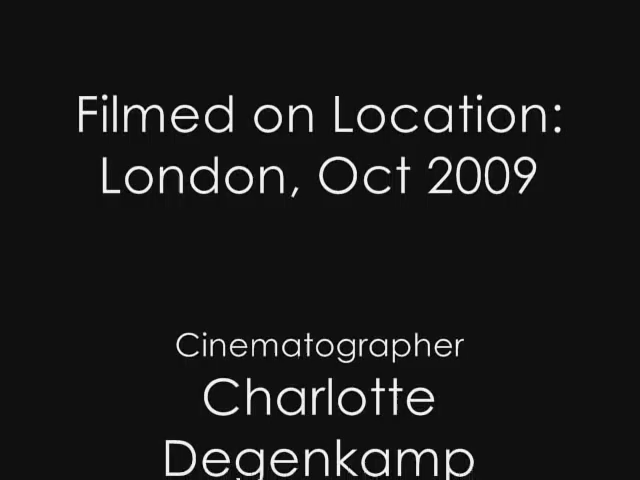 Filmed on Location:
London, Oct 2009
Cinematographer
Charlotte
Degenkamp